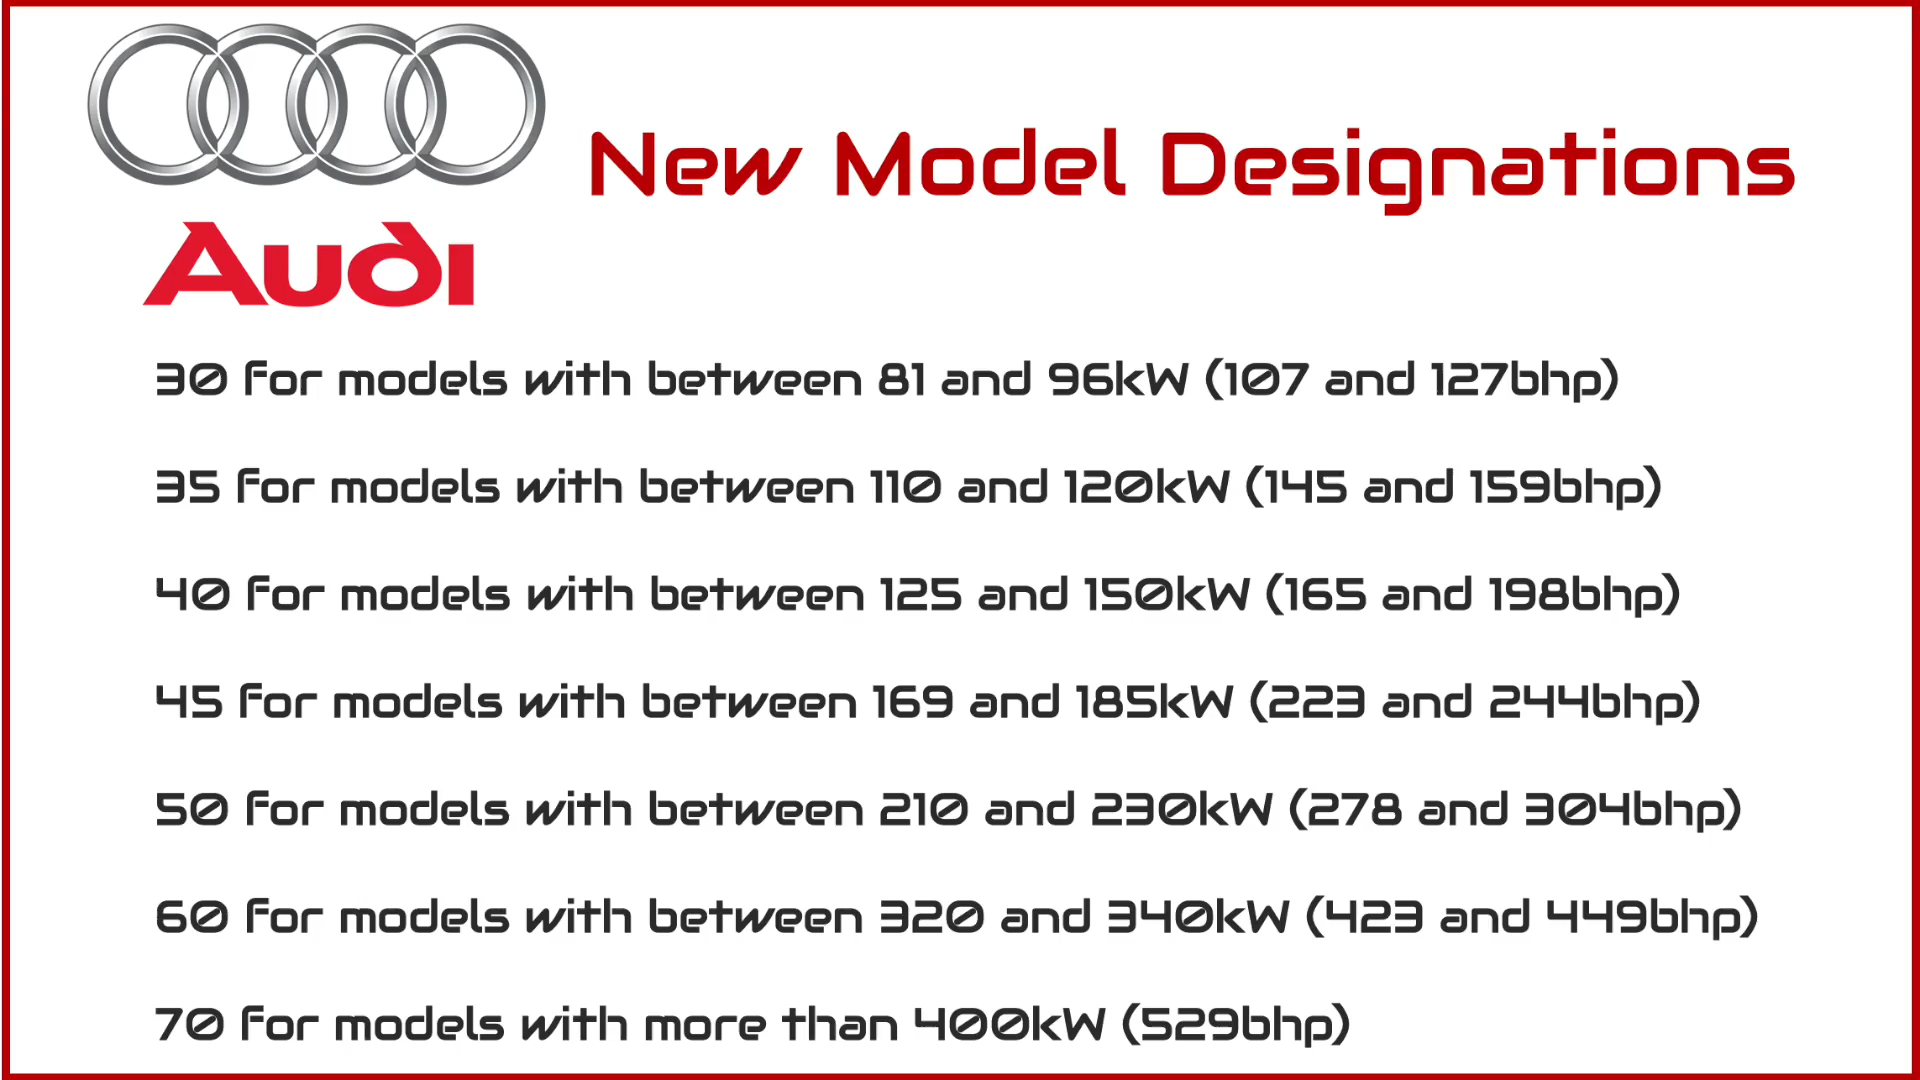 New Model Designations
Audi
30 for models with between 81 and 96kW (107 and 127bhp)
35 for models with between 110 and 120kW (145 and 159bhp)
40 for models with between 125 and 150kW (165 and 198bhp)
45 for models with between 169 and 185kW (223 and 244bhp)
50 for models with between 210 and 230kW (278 and 304bhp)
60 for models with between 320 and 340kW (423 and 449bhp)
70 for models with more than 400kW (529bhp)